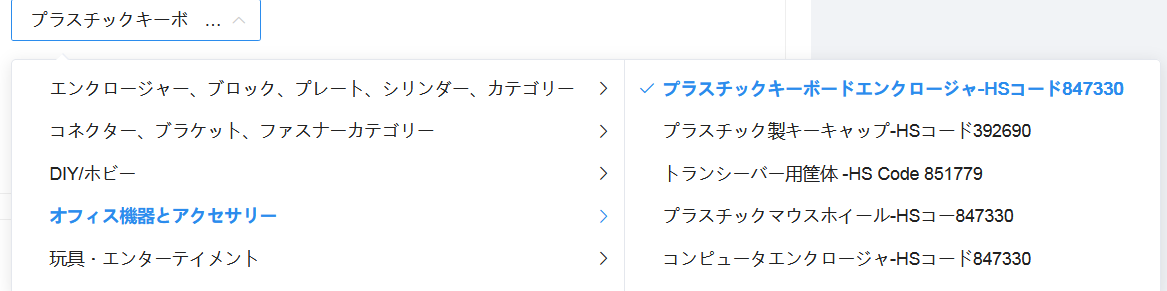 プラスチックキーボ ...
エンクロージャー、ブロック、プレート、シリンダー、カテゴリー
コネクター、ブラケット、ファスナーカテゴリー
DIY/ホビー
オフィス機器とアクセサリー
玩具・エンターテイメント
プラスチックキーボードエンクロージャ-HSコード847330
プラスチック製キーキャップ-HSコード392690
トランシーバー用筐体 -HS Code 851779
プラスチックマウスホイール-HSコー847330
コンピュータエンクロージャ-HSコード847330